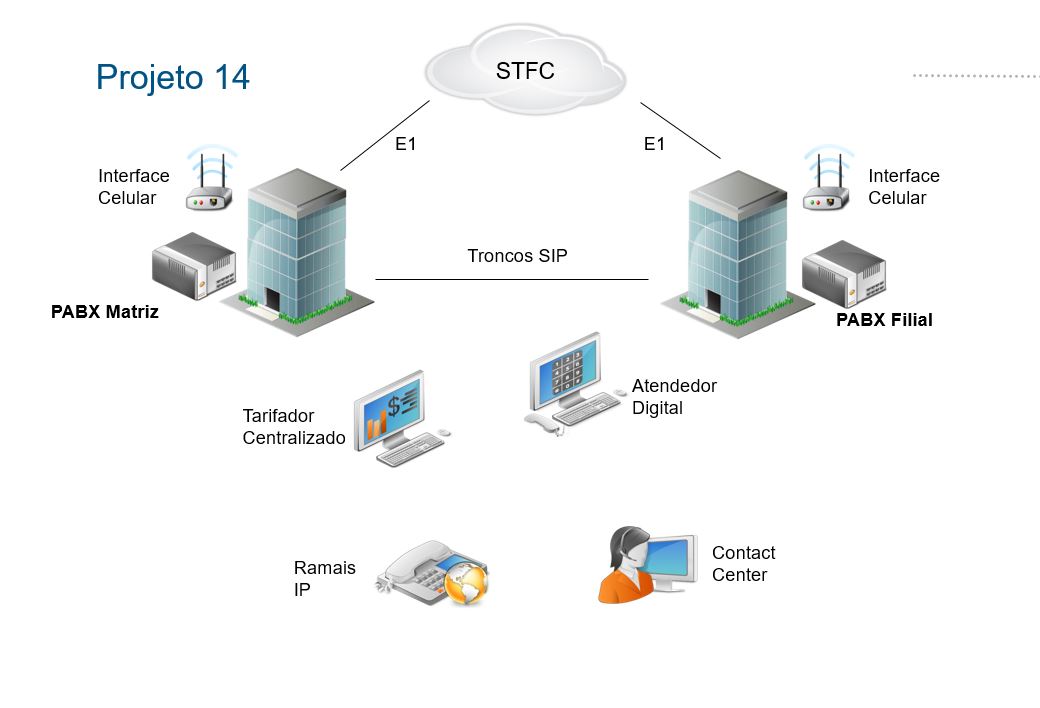 STFC
Projeto 14
E1
E1
Interface
Celular
Interface
Celular
Troncos SIP
PABX Matriz
PABX Filial
Atendedor
Digital
Tarifador
Centralizado
Contact
Center
Ramais
IP